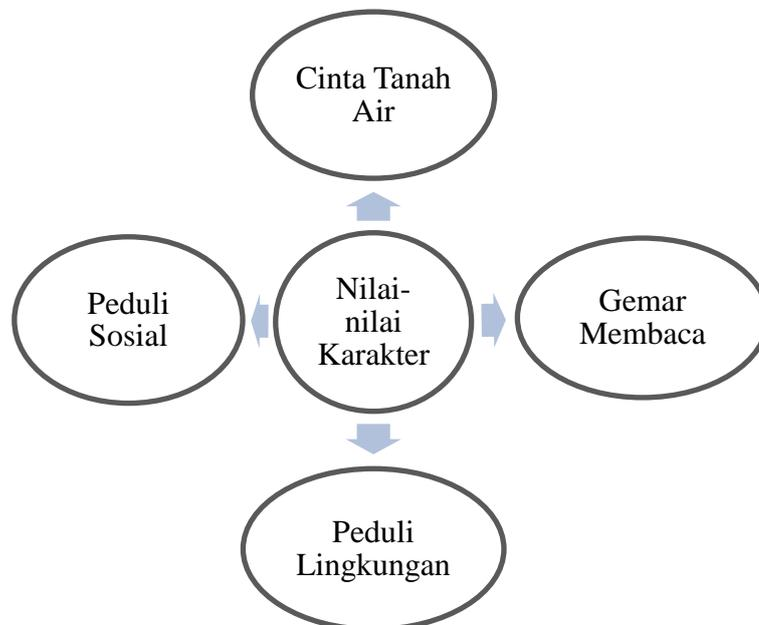 Cinta Tanah
Air
Peduli
Sosial
Nilai-
nilai
Karakter
Gemar
Membaca
Peduli
Lingkungan